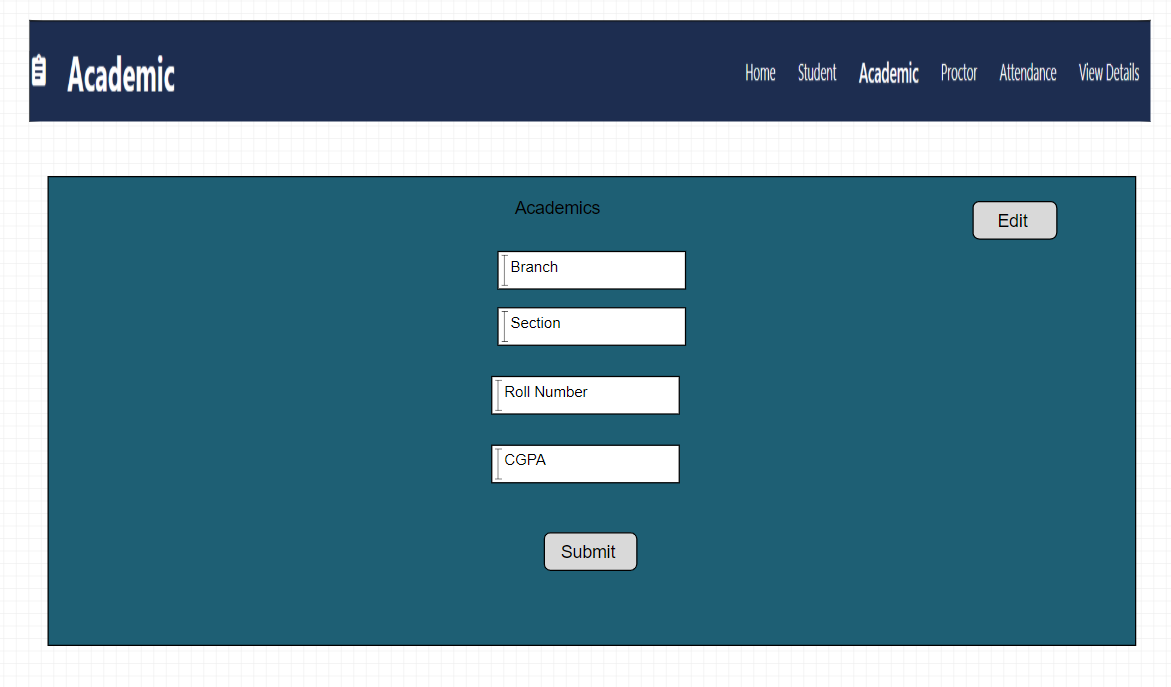 Academic
Home Student Academic Proctor Attendance View Details
Academics
Edit
Branch
Section
Roll Number
CGPA
Submit